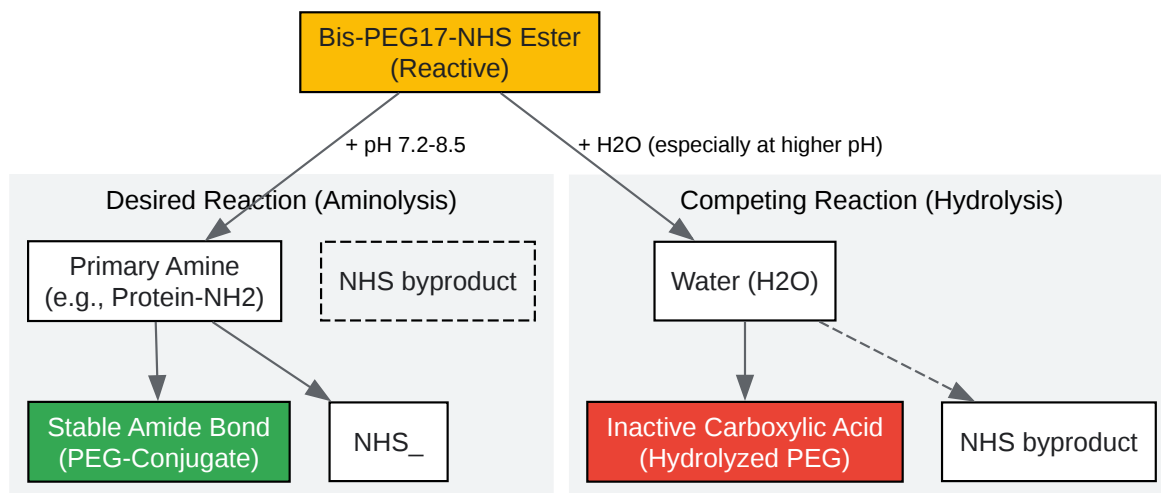 Bis-PEG17-NHS Ester
(Reactive)
+ pH 7.2-8.5
+ H2O (especially at higher pH)
Desired Reaction (Aminolysis)
Primary Amine
(e.g., Protein-NH2)
NHS byproduct
Stable Amide Bond
(PEG-Conjugate)
NHS_
Competing Reaction (Hydrolysis)
Water (H2O)
Inactive Carboxylic Acid
(Hydrolyzed PEG)
NHS byproduct